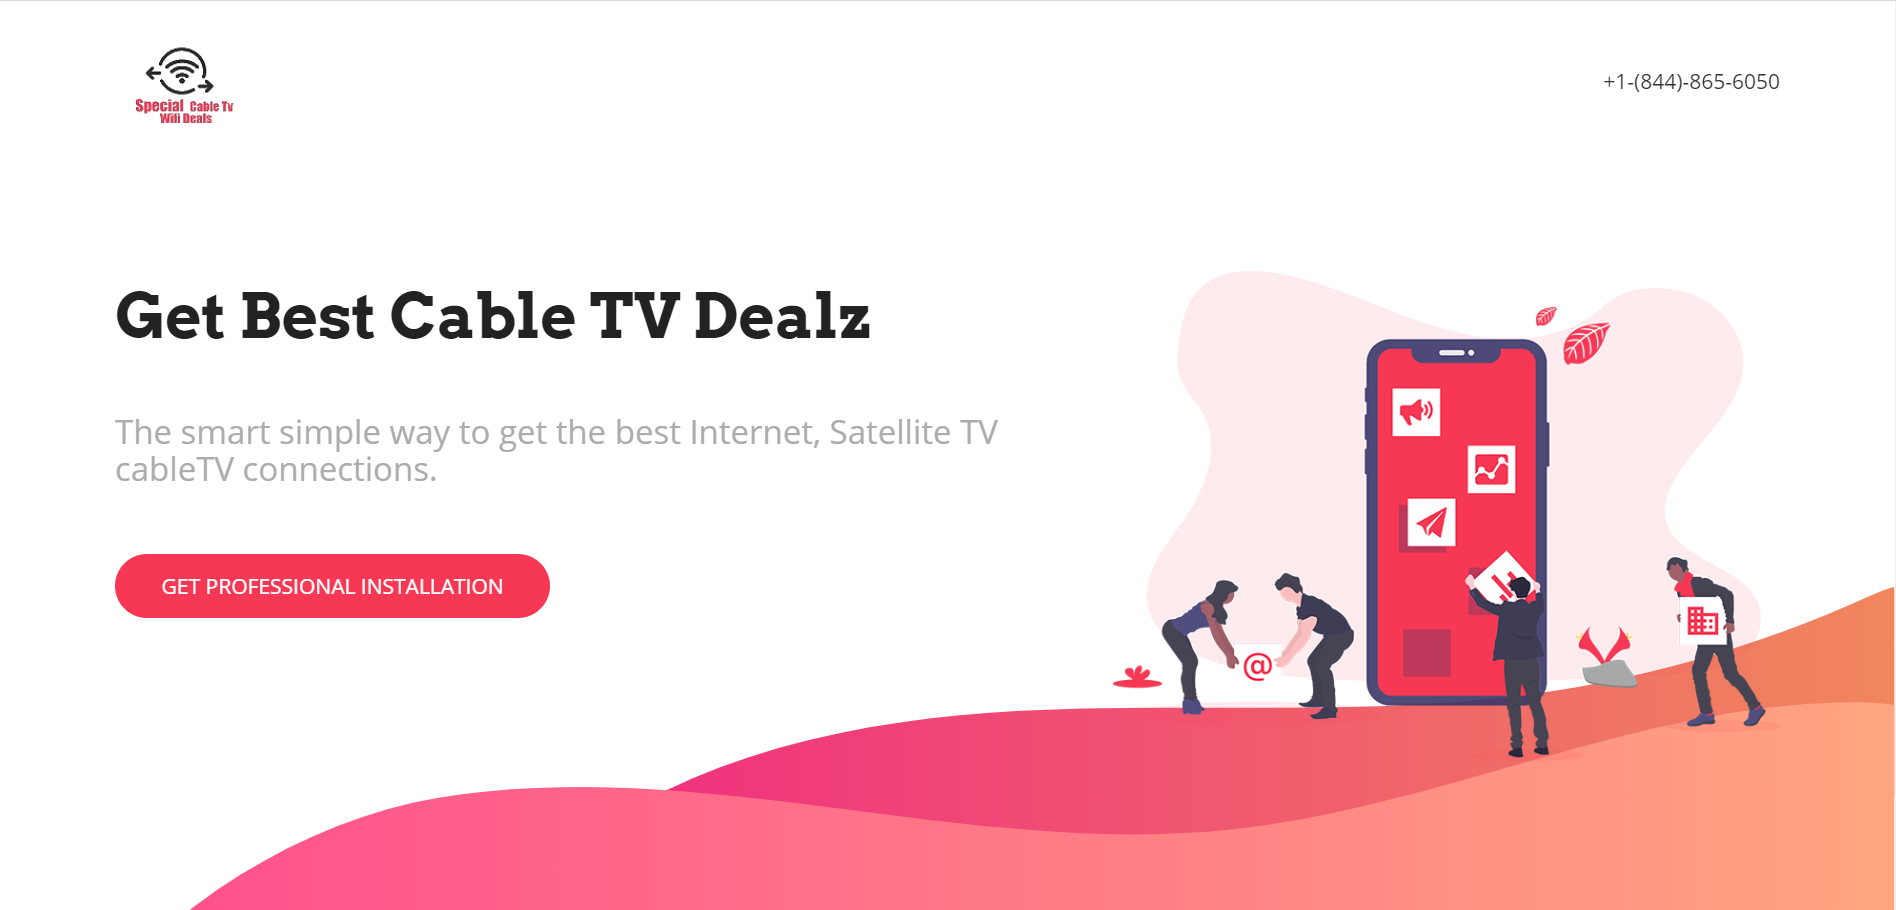 Special Cable Tv
Wifi Deals
+1-(844)-865-6050
Get Best Cable TV Dealz
The smart simple way to get the best Internet, Satellite TV
cableTV connections.
GET PROFESSIONAL INSTALLATION
@